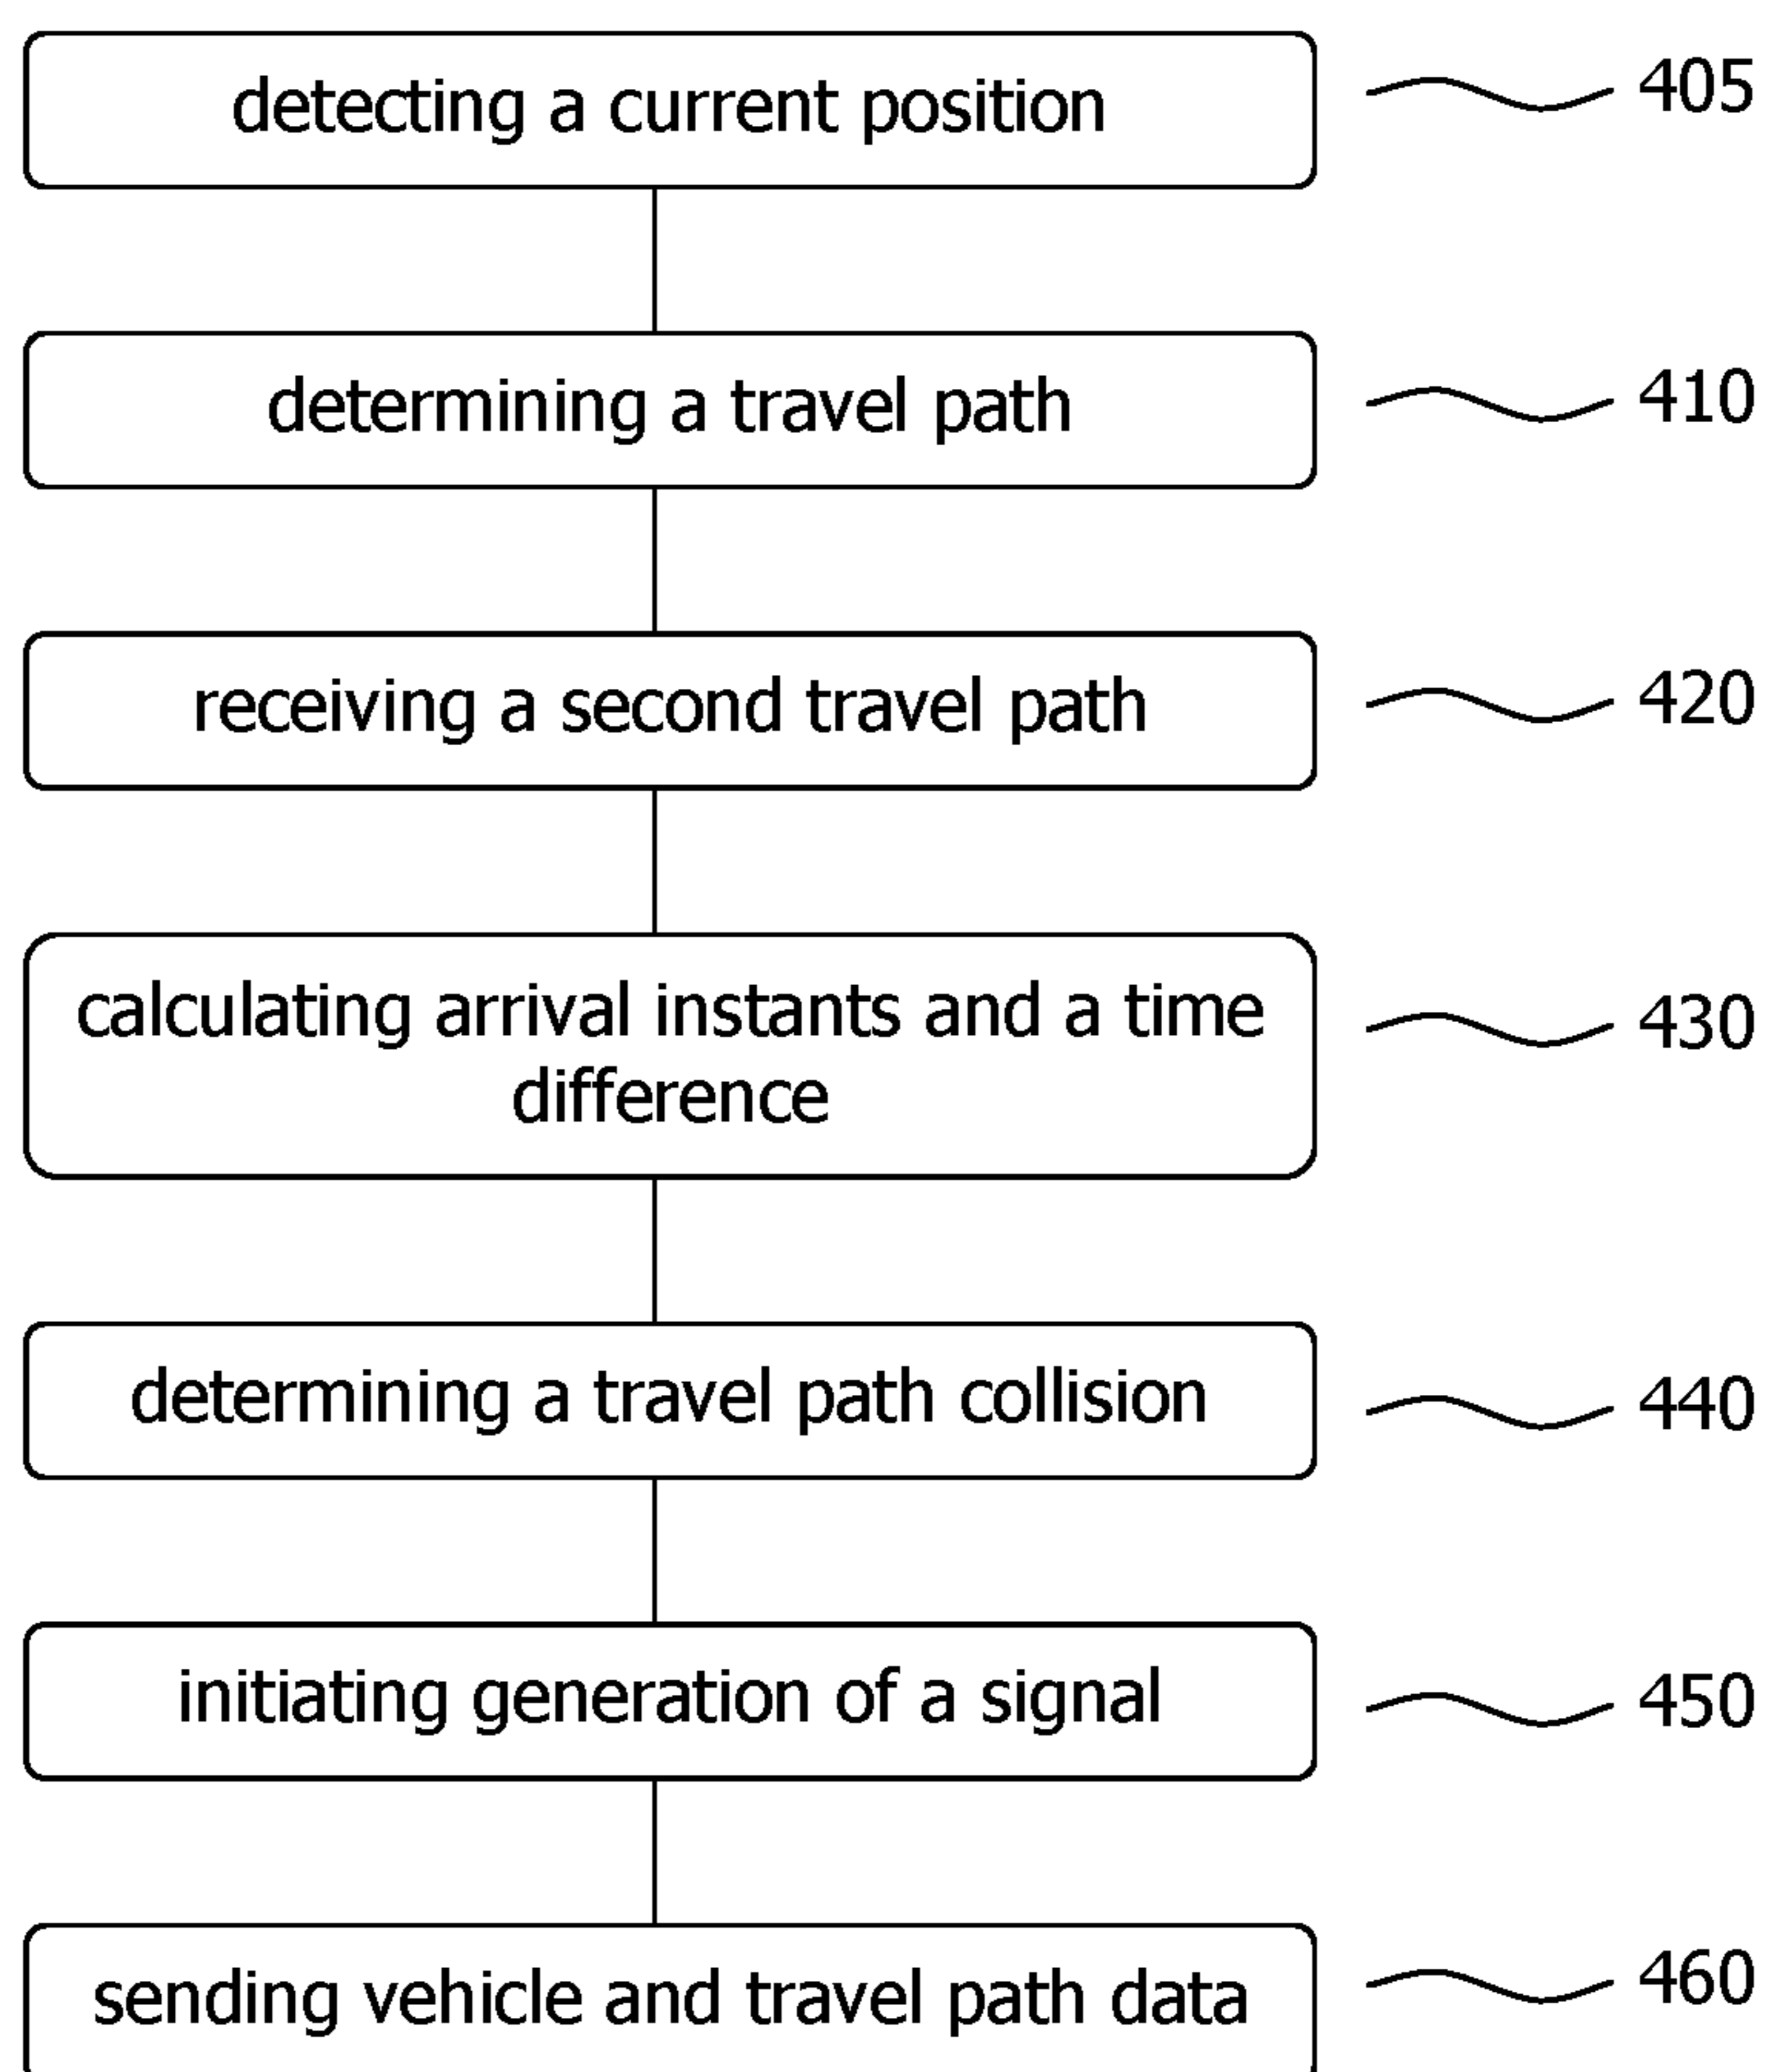 detecting a current position
405
determining a travel path
410
receiving a second travel path
420
calculating arrival instants and a time
difference
430
determining a travel path collision
440
initiating generation of a signal
450
sending vehicle and travel path data
460